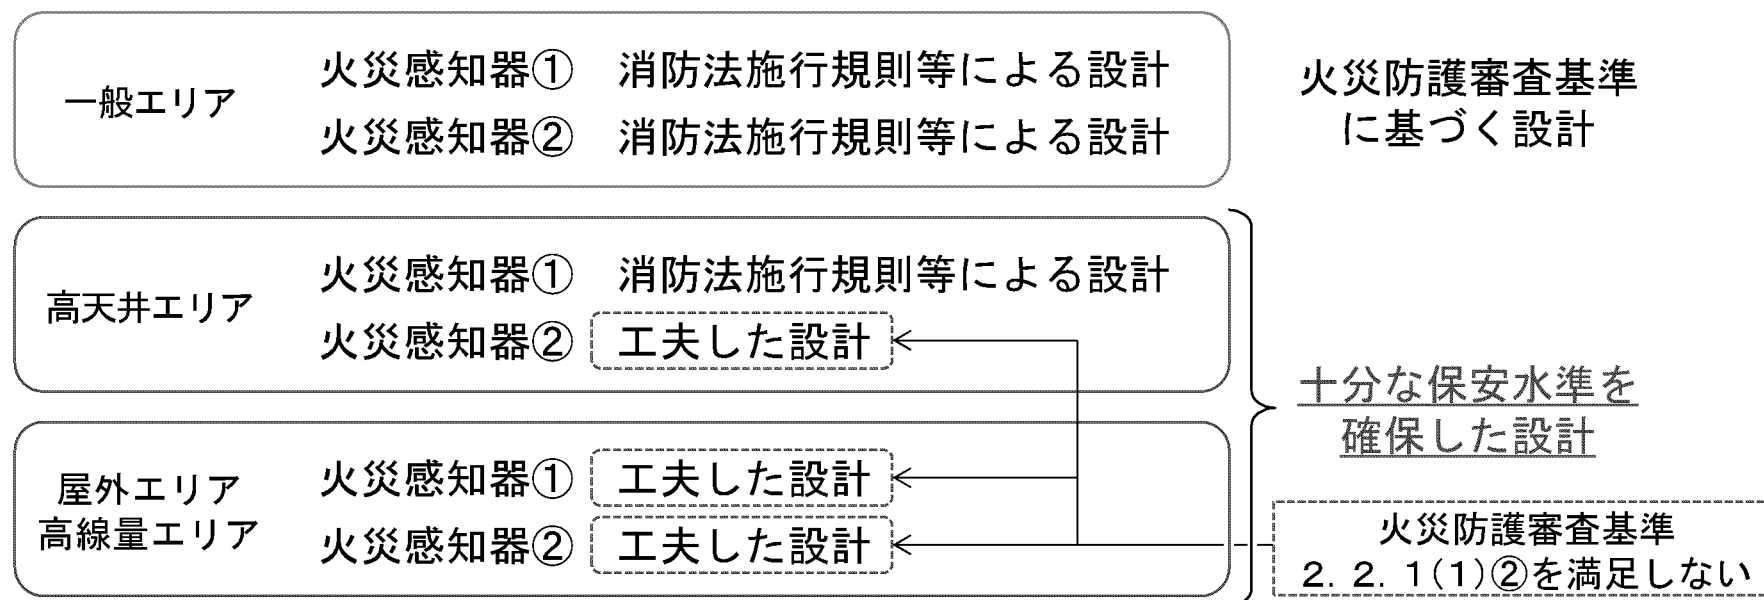 一般エリア
火災感知器① 消防法施行規則等による設計
火災感知器② 消防法施行規則等による設計
火災防護審査基準
に基づく設計
高天井エリア
火災感知器① 消防法施行規則等による設計
火災感知器② 工夫した設計
十分な保安水準を
確保した設計
屋外エリア
高線量エリア
火災感知器① 工夫した設計
火災感知器② 工夫した設計
火災防護審査基準
2．2．1(1)②を満足しない